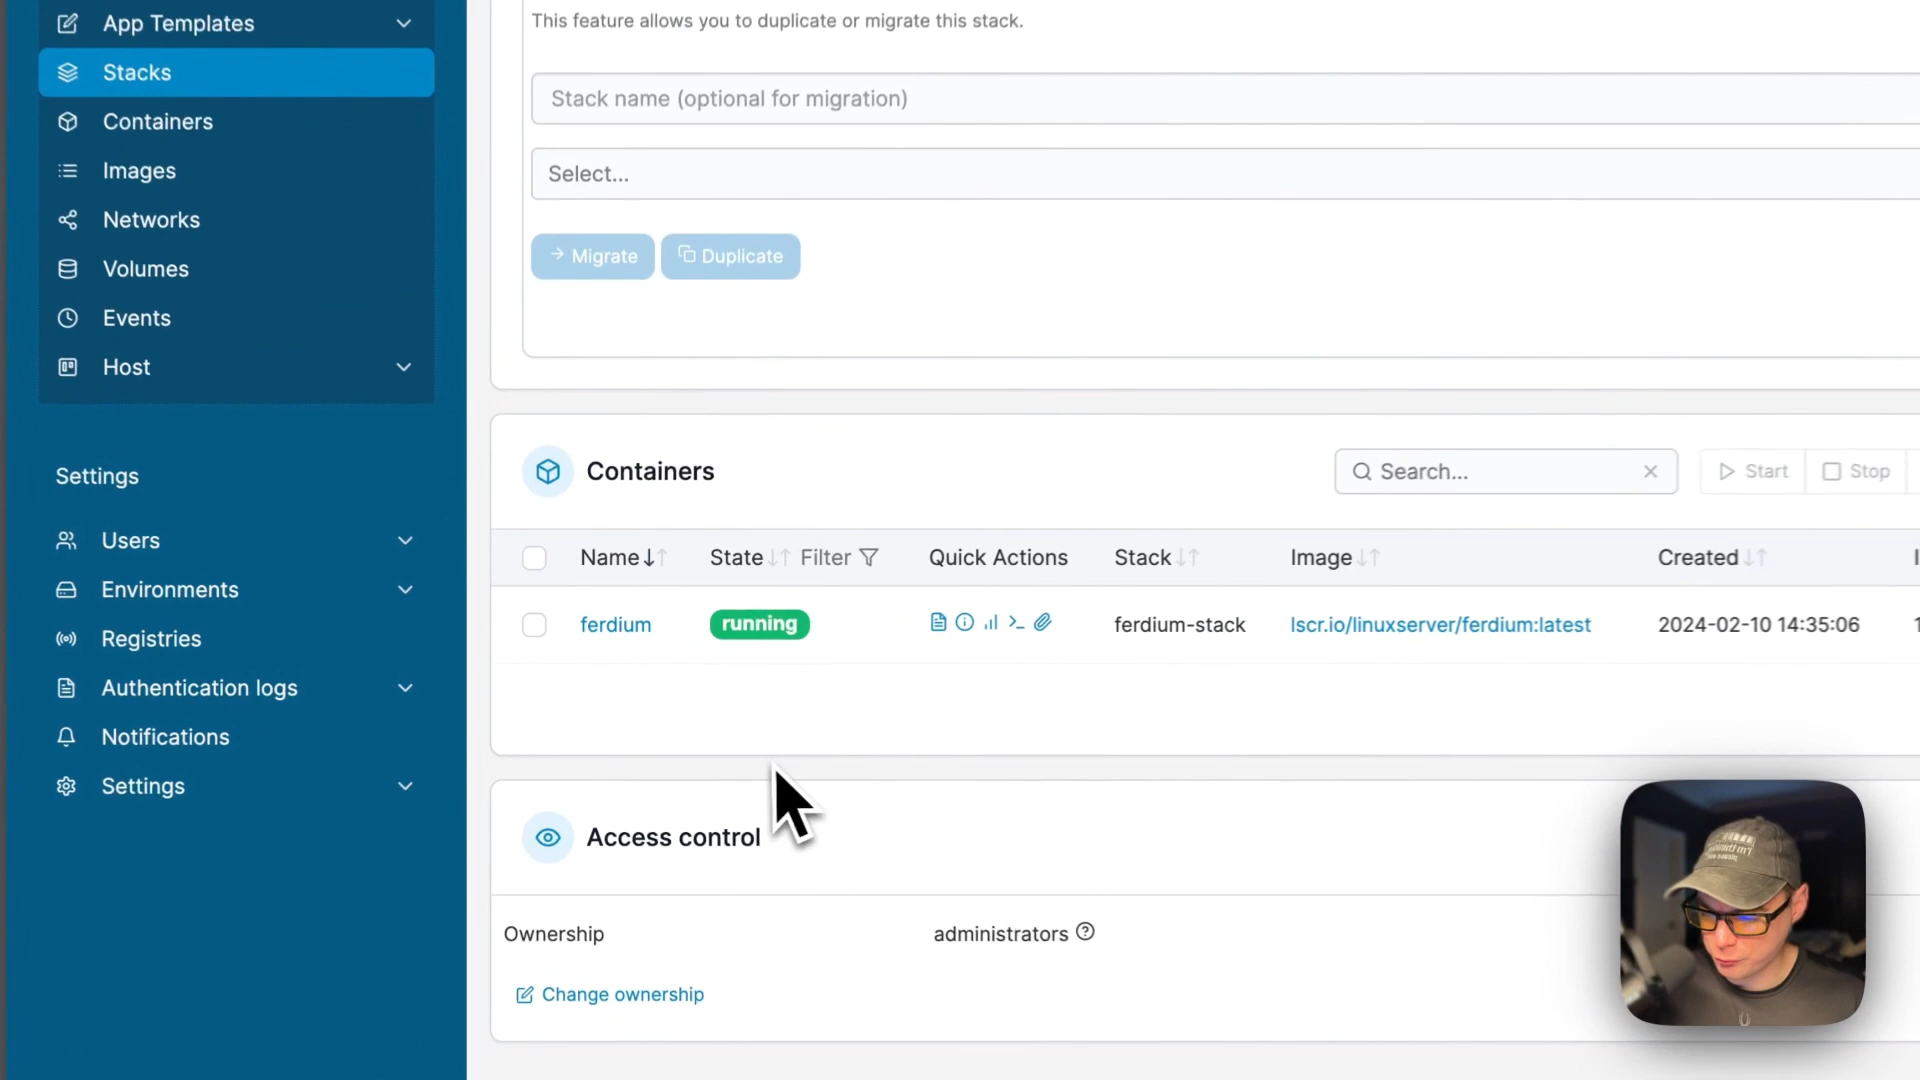 App Templates
Stacks
Containers
Images
Networks
Volumes
Events
Host
Settings
Users
Environments
Registries
Authentication logs
Notifications
Settings
This feature allows you to duplicate or migrate this stack.
Stack name (optional for migration)
Select...
Migrate Duplicate
Containers Search... Start Stop
Name State Filter Quick Actions Stack Image Created
ferdium running ferdium-stack lscr.io/linuxserver/ferdium:latest 2024-02-10 14:35:06
Access control
Ownership administrators
Change ownership